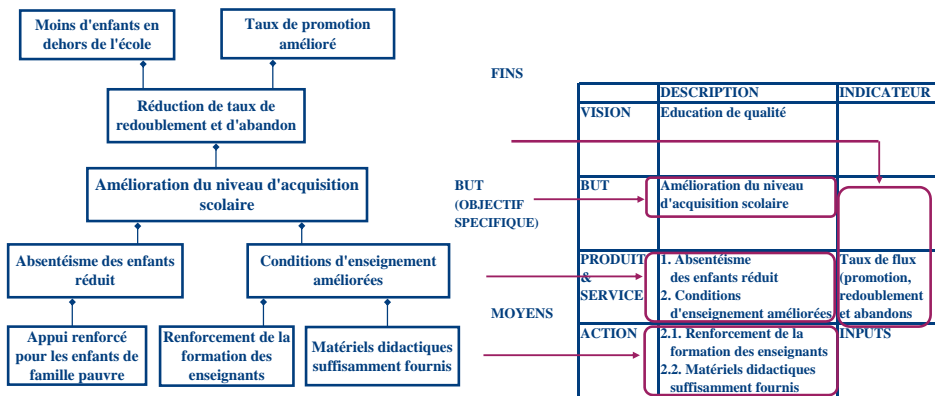 Moins d'enfants en
dehors de l'école
Taux de promotion
amélioré
Réduction de taux de
redoublement et d'abandon
Amélioration du niveau d'acquisition
scolaire
Absentéisme des enfants
réduit
Conditions d'enseignement
améliorées
Appui renforcé
pour les enfants de
famille pauvre
Renforcement de la
formation des
enseignants
Matériels didactiques
suffisamment fournis
FINS
BUT
(OBJECTIF
SPECIFIQUE)
MOYENS
DESCRIPTION
INDICATEUR
VISION
Education de qualité
BUT
Amélioration du niveau
d'acquisition scolaire
PRODUIT
&
SERVICE
1. Absentéisme
des enfants réduit
2. Conditions
d'enseignement améliorées
Taux de flux
(promotion,
redoublement
et abandons
ACTION
2.1. Renforcement de la
formation des enseignants
2.2. Matériels didactiques
suffisamment fournis
INPUTS